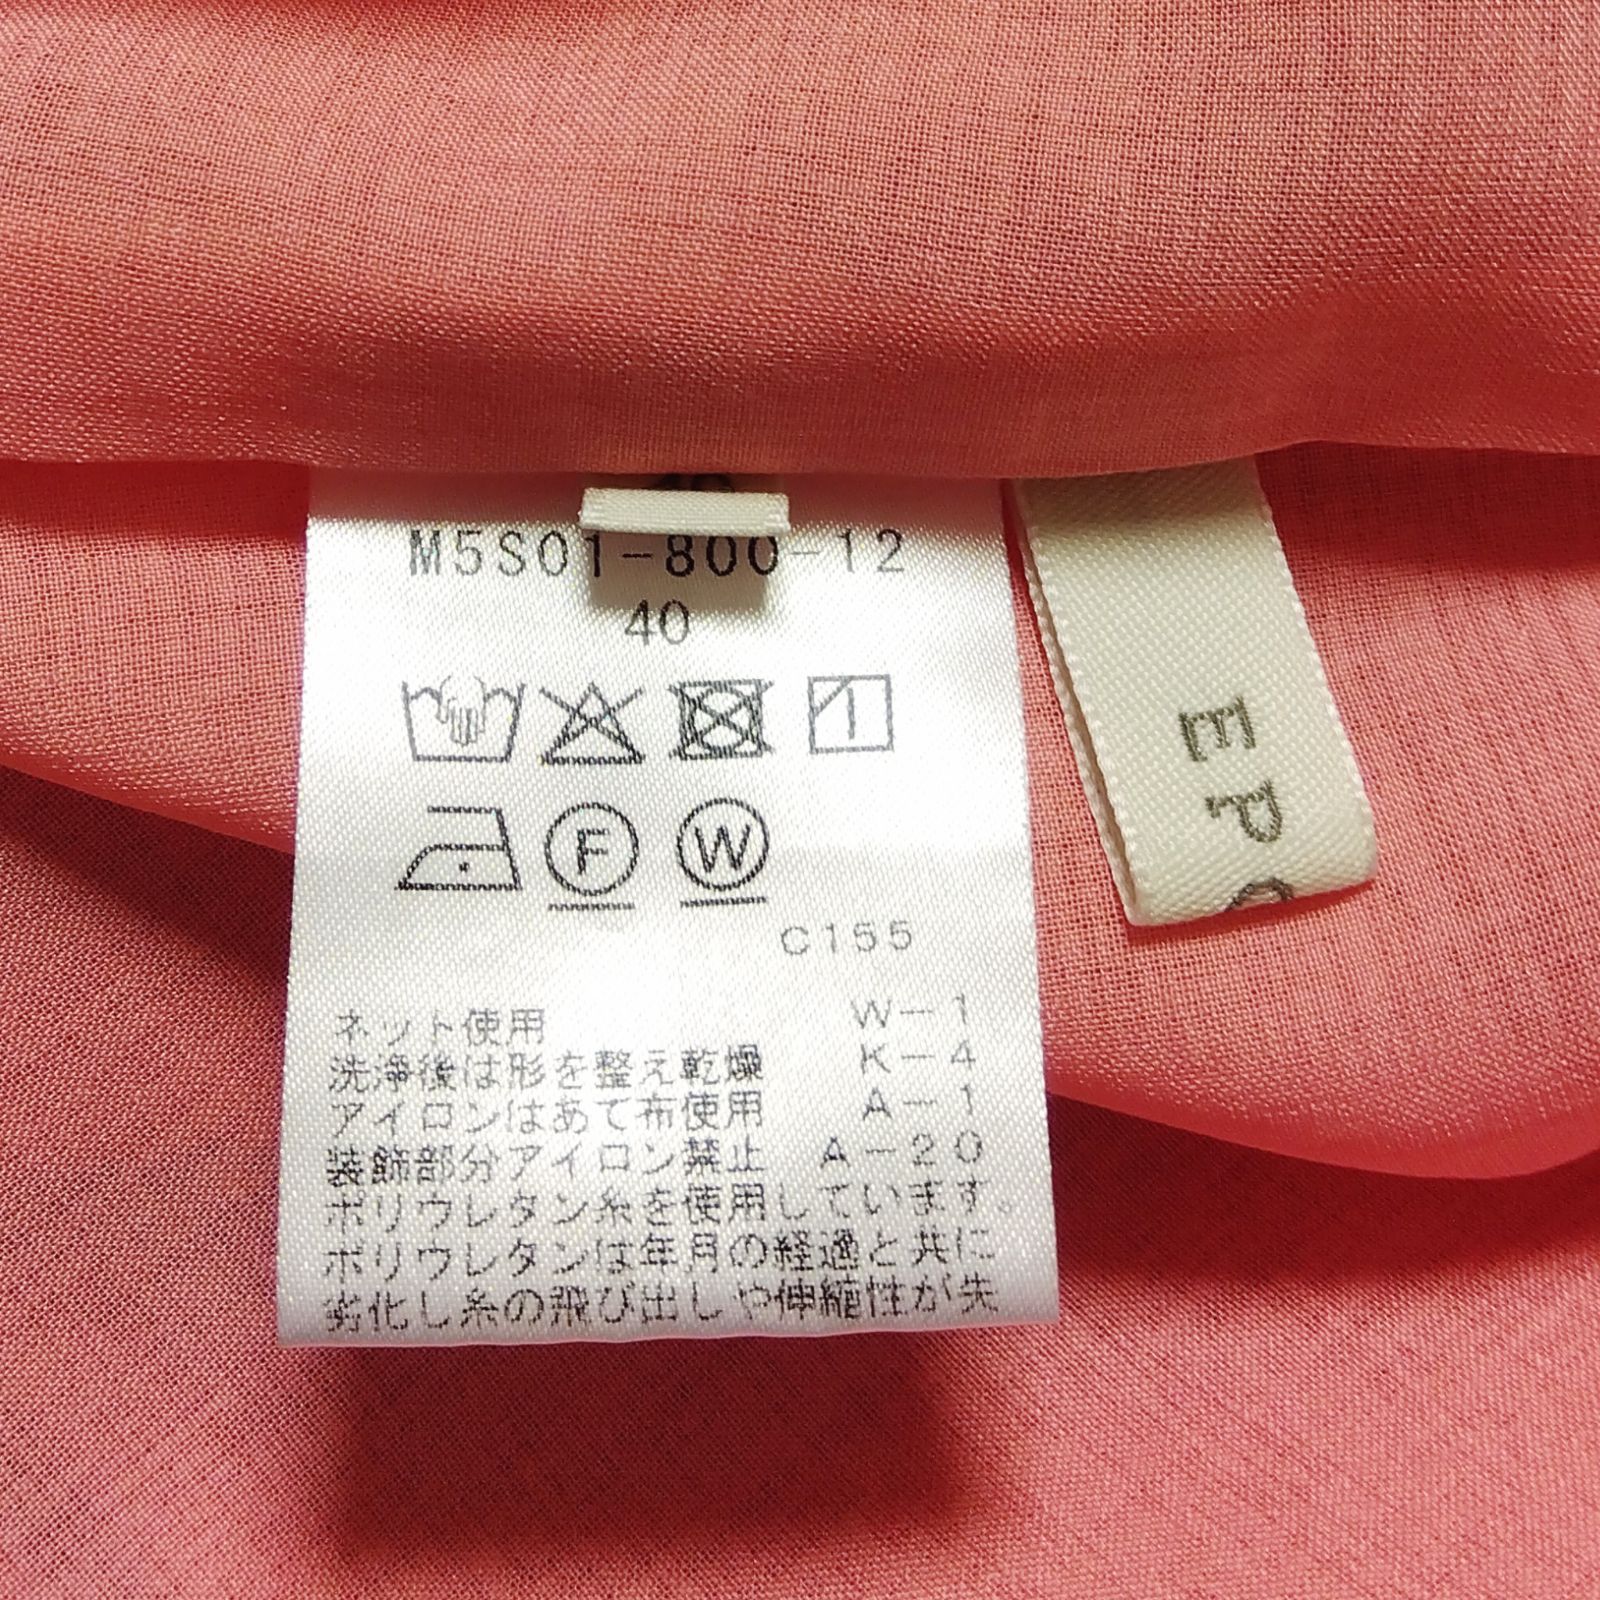 M5S01-800-12
40
F
W
C155
ネット使用 W-1
洗浄後は形を整え乾燥 K-4
アイロンはあて布使用 A-1
装飾部分アイロン禁止 A-20
ポリウレタン糸を使用しています。
ポリウレタンは年月の経過と共に
劣化し糸の飛び出しや伸縮性が失
EP